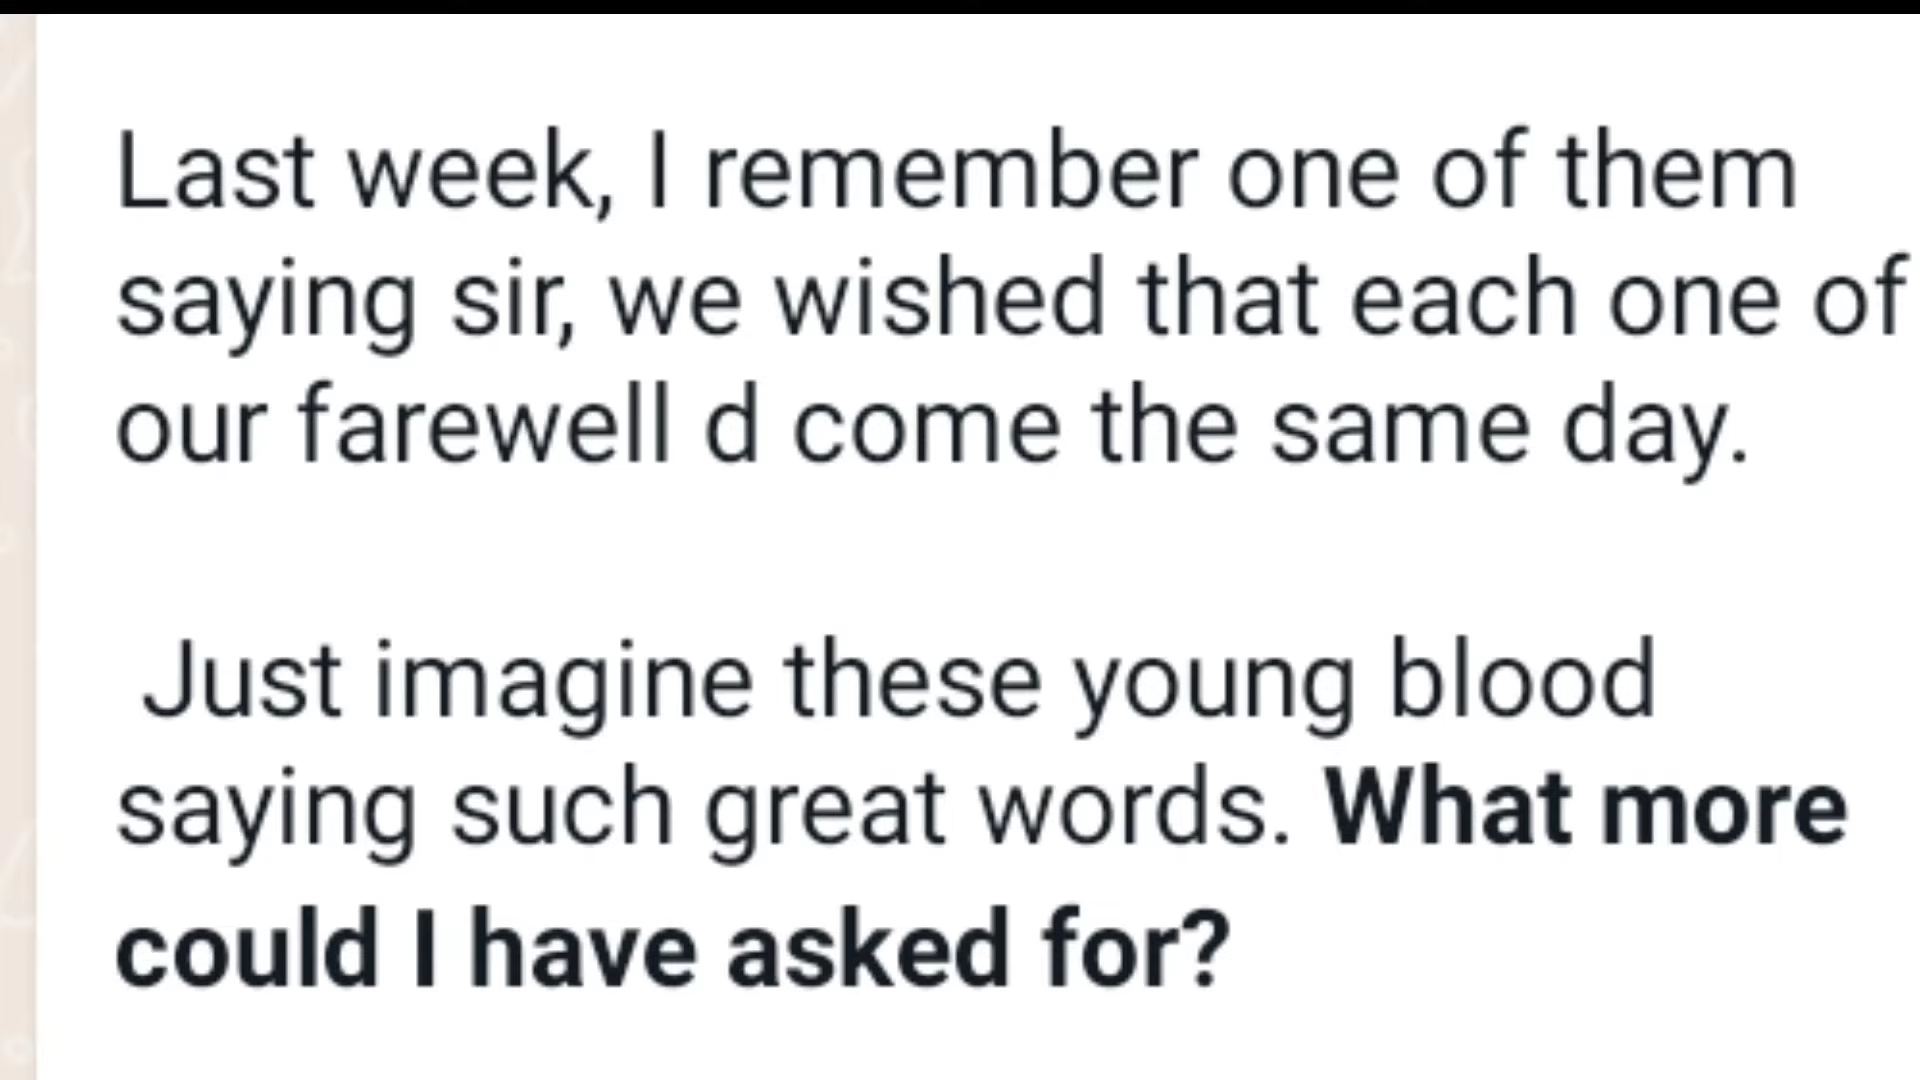 Last week, I remember one of them
saying sir, we wished that each one of
our farewell d come the same day.
Just imagine these young blood
saying such great words. What more
could I have asked for?